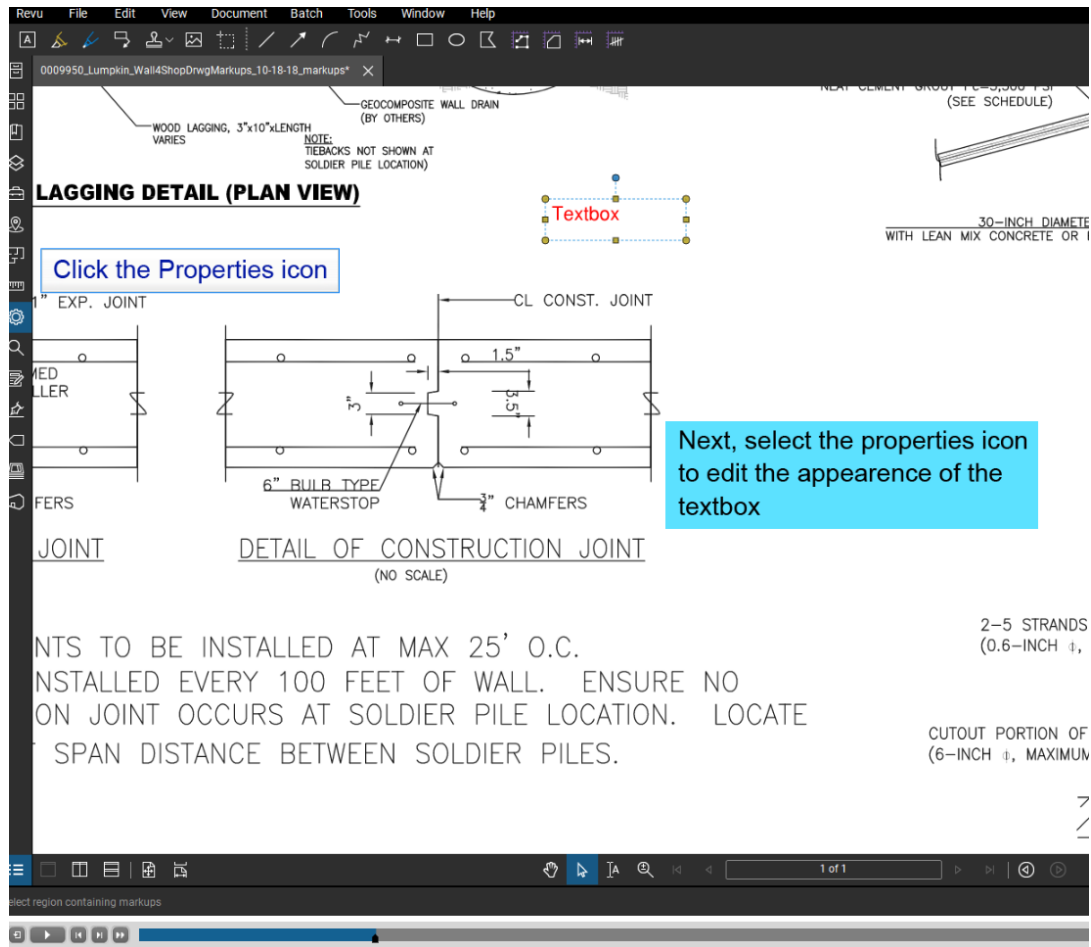 Revu File Edit View Document Batch Tools Window Help
0009950_Lumpkin_Wall4ShopDrwgMarkups_10-18-18_markups*
GEOCOMPOSITE WALL DRAIN
(BY OTHERS)
WOOD LAGGING, 3"x10"xLENGTH
VARIES
NOTE:
TIEBACKS NOT SHOWN AT
SOLDIER PILE LOCATION)
(SEE SCHEDULE)
LAGGING DETAIL (PLAN VIEW)
Textbox
30-INCH DIAMETE
WITH LEAN MIX CONCRETE OR
Click the Properties icon
1" EXP. JOINT
CL CONST. JOINT
1.5"
MED
LLER
3"
3.5"
Next, select the properties icon
to edit the appearence of the
textbox
6" BULB TYPE
WATERSTOP
3/4" CHAMFERS
FERS
JOINT
DETAIL OF CONSTRUCTION JOINT
(NO SCALE)
2-5 STRANDS
(0.6-INCH ϕ,
NTS TO BE INSTALLED AT MAX 25' O.C.
NSTALLED EVERY 100 FEET OF WALL. ENSURE NO
ON JOINT OCCURS AT SOLDIER PILE LOCATION. LOCATE
SPAN DISTANCE BETWEEN SOLDIER PILES.
CUTOUT PORTION OF
(6-INCH ϕ, MAXIMUM
1 of 1
elect region containing markups